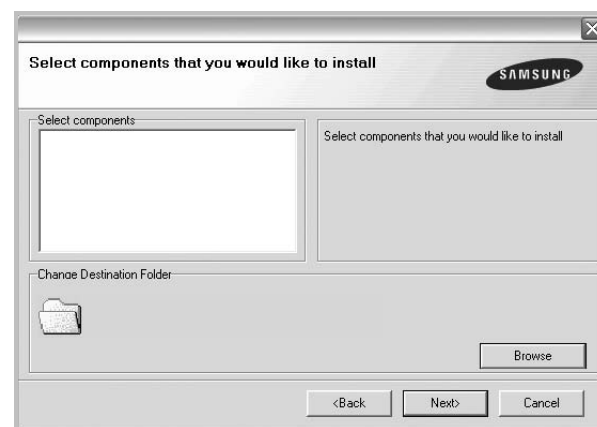 Select components that you would like to install
SAMSUNG
Select components
Select components that you would like to install
Change Destination Folder
Browse
<Back
Next>
Cancel